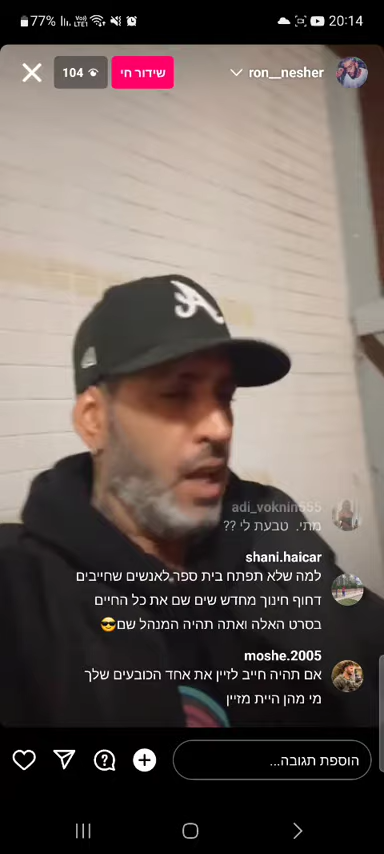 77% Vo) LTE1 20:14
ron__nesher שידור חי 104
adi_voknin555
מתי. טבעת לי ??
shani.haicar
למה שלא תפתח בית ספר לאנשים שחייבים
דחוף חינוך מחדש שים שם את כל החיים
בסרט האלה ואתה תהיה המנהל שם😎
moshe.2005
אם תהיה חייב לזיין את אחד הכובעים שלך
מי מהן היית מזיין
הוספת תגובה...